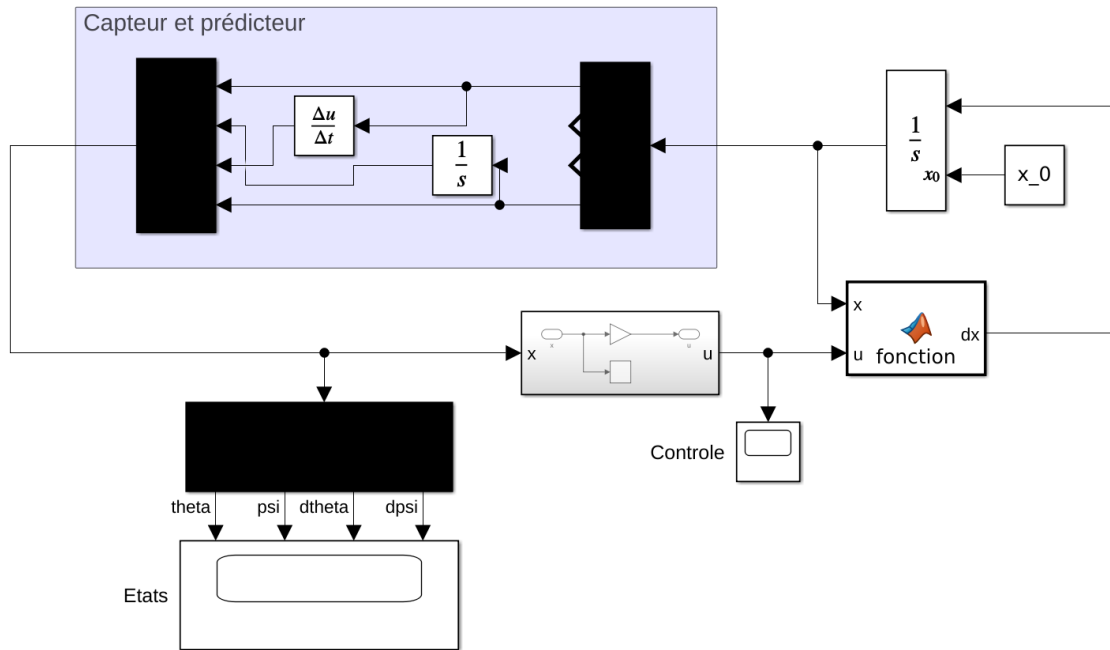 Capteur et prédicteur
Δu
Δt
1
s
1
s
x₀
x_0
x
u
x
u
dx
fonction
x
u
Controle
theta
psi
dtheta
dpsi
Etats